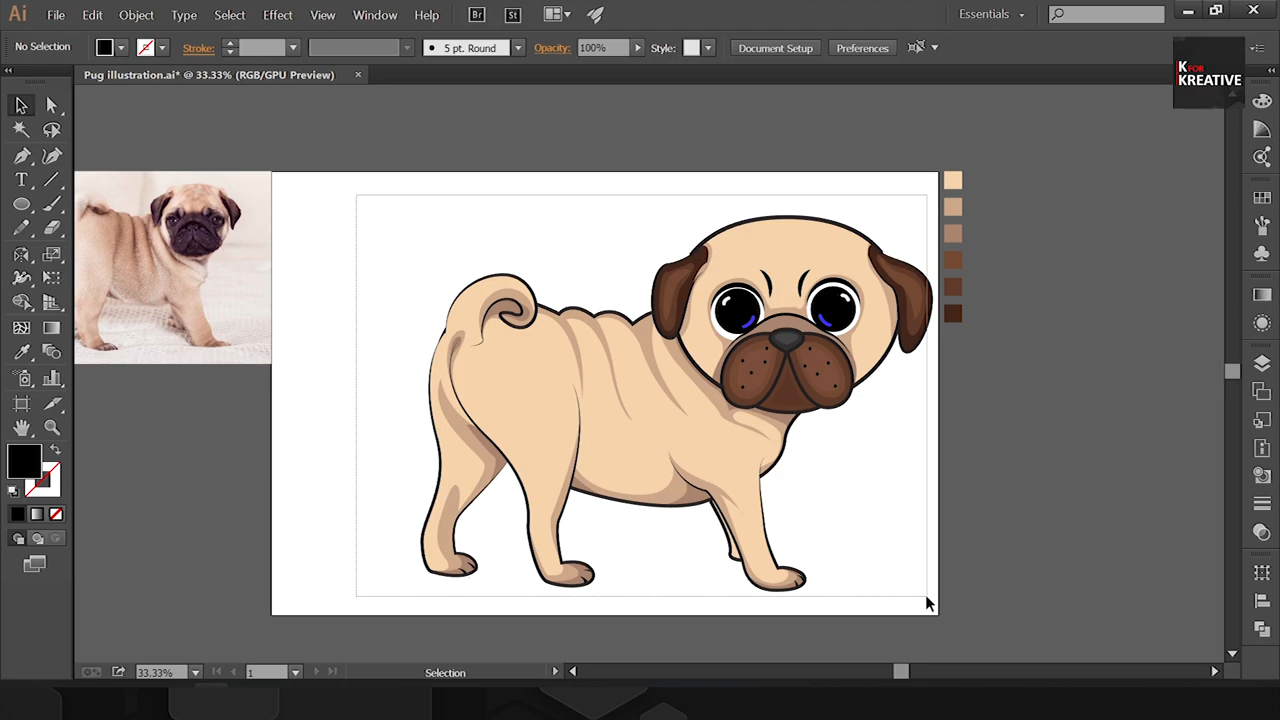 Ai File Edit Object Type Select Effect View Window Help Br St Essentials
No Selection Stroke: 5 pt. Round Opacity: 100% Style: Document Setup Preferences
K FOR
KREATIVE
Pug illustration.ai* @ 33.33% (RGB/GPU Preview) ×
T
33.33% 1 Selection